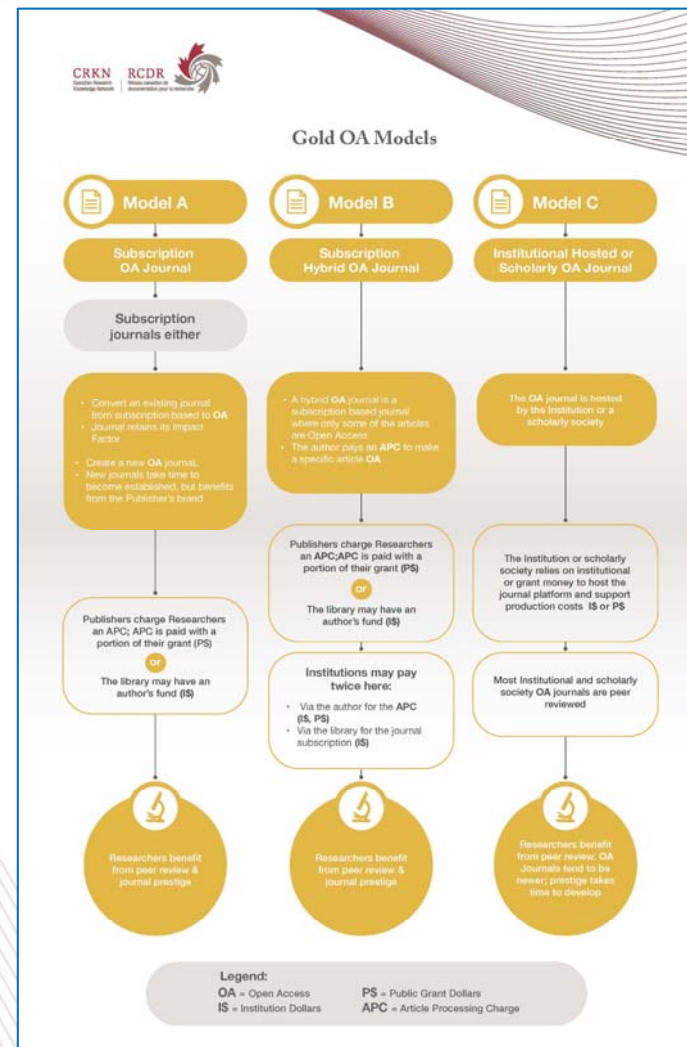 CRKN
Canadian Research
Knowledge Network
RCDR
Réseau canadien de
documentation pour la recherche
Gold OA Models
Model A
Subscription
OA Journal
Subscription
journals either
• Convert an existing journal
from subscription based to OA
• Journal retains its Impact
Factor
• Create a new OA journal.
• New journals take time to
become established, but benefits
from the Publisher's brand
Publishers charge Researchers
an APC; APC is paid with a
portion of their grant (P$)
or
The library may have an
author's fund (I$)
Researchers benefit
from peer review &
journal prestige
Model B
Subscription
Hybrid OA Journal
• A hybrid OA journal is a
subscription based journal
where only some of the articles
are Open Access
• The author pays an APC to make
a specific article OA
Publishers charge Researchers
an APC;APC is paid with a
portion of their grant (P$)
or
The library may have an
author's fund (I$)
Institutions may pay
twice here:
• Via the author for the APC
(I$, P$)
• Via the library for the journal
subscription (I$)
Researchers benefit
from peer review &
journal prestige
Model C
Institutional Hosted or
Scholarly OA Journal
The OA journal is hosted
by the Institution or a
scholarly society
The Institution or scholarly
society relies on institutional
or grant money to host the
journal platform and support
production costs I$ or P$
Most Institutional and scholarly
society OA journals are peer
reviewed
Researchers benefit
from peer review. OA
Journals tend to be
newer; prestige takes
time to develop
Legend:
OA = Open Access
I$ = Institution Dollars
P$ = Public Grant Dollars
APC = Article Processing Charge